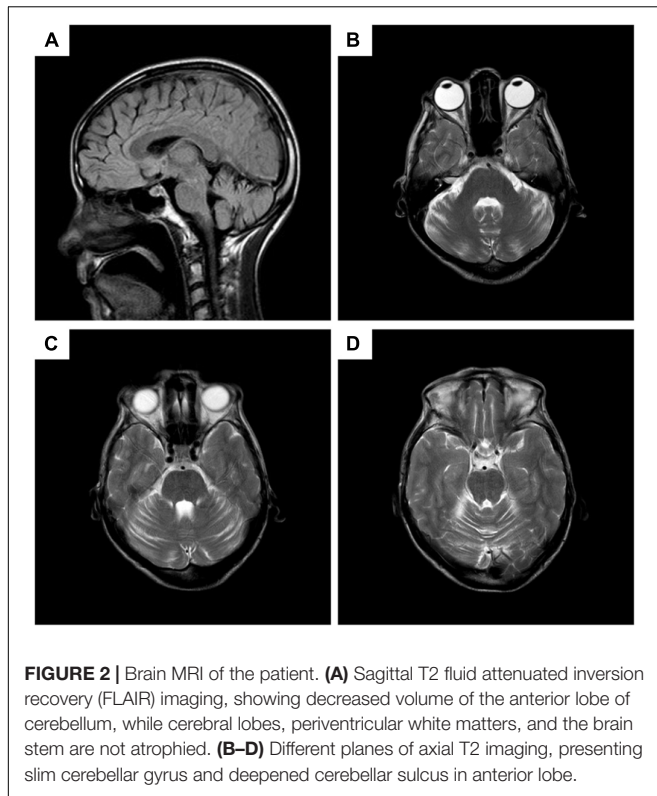 A
B
C
D
FIGURE 2 | Brain MRI of the patient. (A) Sagittal T2 fluid attenuated inversion
recovery (FLAIR) imaging, showing decreased volume of the anterior lobe of
cerebellum, while cerebral lobes, periventricular white matters, and the brain
stem are not atrophied. (B–D) Different planes of axial T2 imaging, presenting
slim cerebellar gyrus and deepened cerebellar sulcus in anterior lobe.